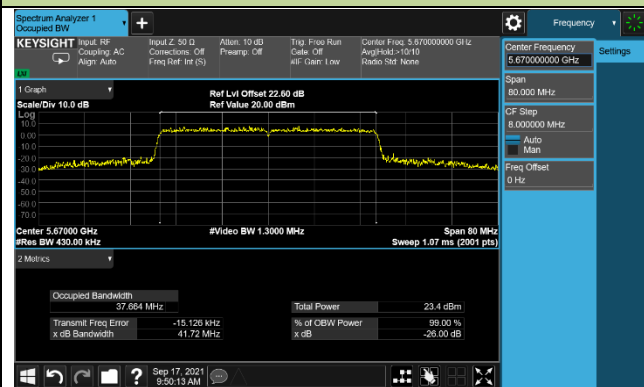 Spectrum Analyzer 1
Occupied BW
Frequency
KEYSIGHT
Input: RF
Coupling: AC
Align: Auto
Input Z: 50 Ω
Corrections: Off
Freq Ref: Int (S)
Atten: 10 dB
Preamp: Off
Trig: Free Run
Gate: Off
#IF Gain: Low
Center Freq: 5.670000000 GHz
Avg|Hold:>10/10
Radio Std: None
Center Frequency
5.670000000 GHz
Settings
Span
80.000 MHz
CF Step
8.000000 MHz
Auto
Man
Freq Offset
0 Hz
1 Graph
Scale/Div 10.0 dB
Ref Lvl Offset 22.60 dB
Ref Value 20.00 dBm
Log
10.0
0.00
-10.0
-20.0
-30.0
-40.0
-50.0
-60.0
-70.0
Center 5.67000 GHz
#Res BW 430.00 kHz
#Video BW 1.3000 MHz
Span 80 MHz
Sweep 1.07 ms (2001 pts)
2 Metrics
Occupied Bandwidth
37.664 MHz
Total Power 23.4 dBm
Transmit Freq Error -15.126 kHz
% of OBW Power 99.00 %
x dB Bandwidth 41.72 MHz
x dB -26.00 dB
Sep 17, 2021
9:50:13 AM